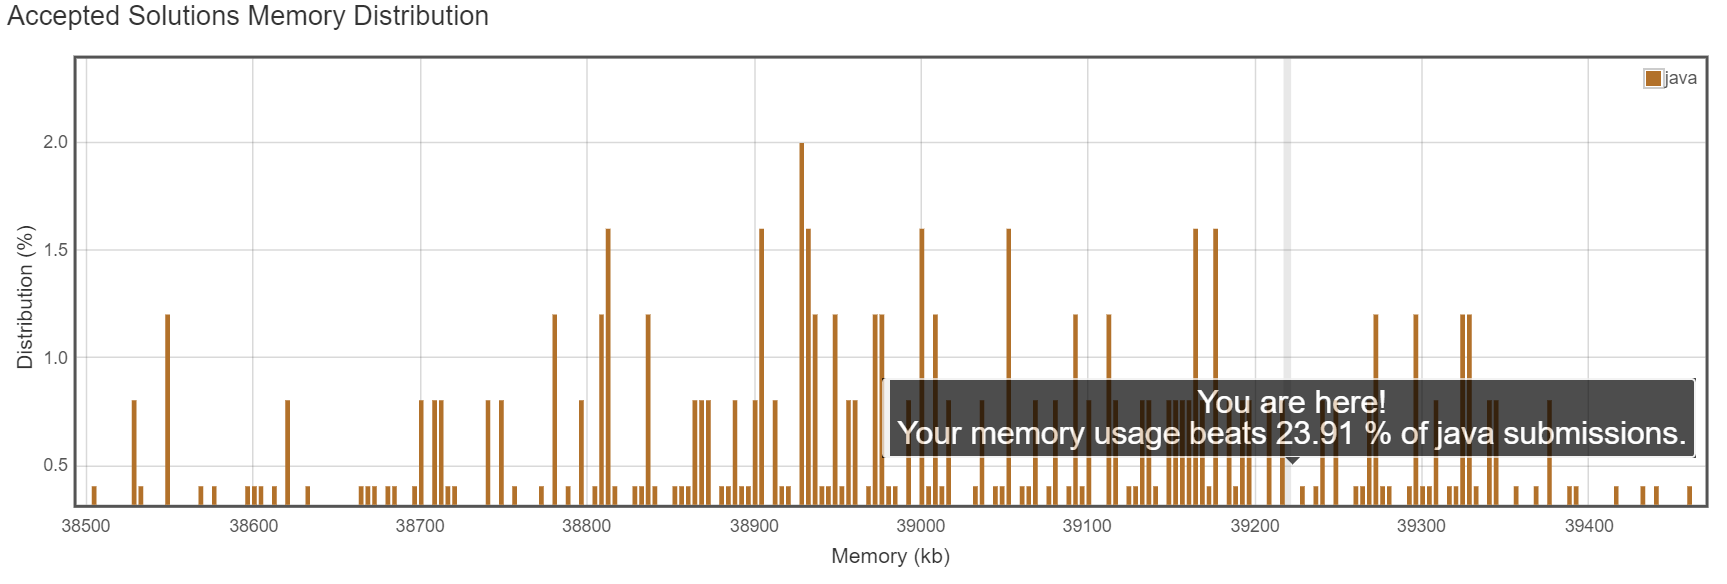 Accepted Solutions Memory Distribution
java
2.0
1.5
1.0
0.5
Distribution (%)
You are here!
Your memory usage beats 23.91 % of java submissions.
38500 38600 38700 38800 38900 39000 39100 39200 39300 39400
Memory (kb)